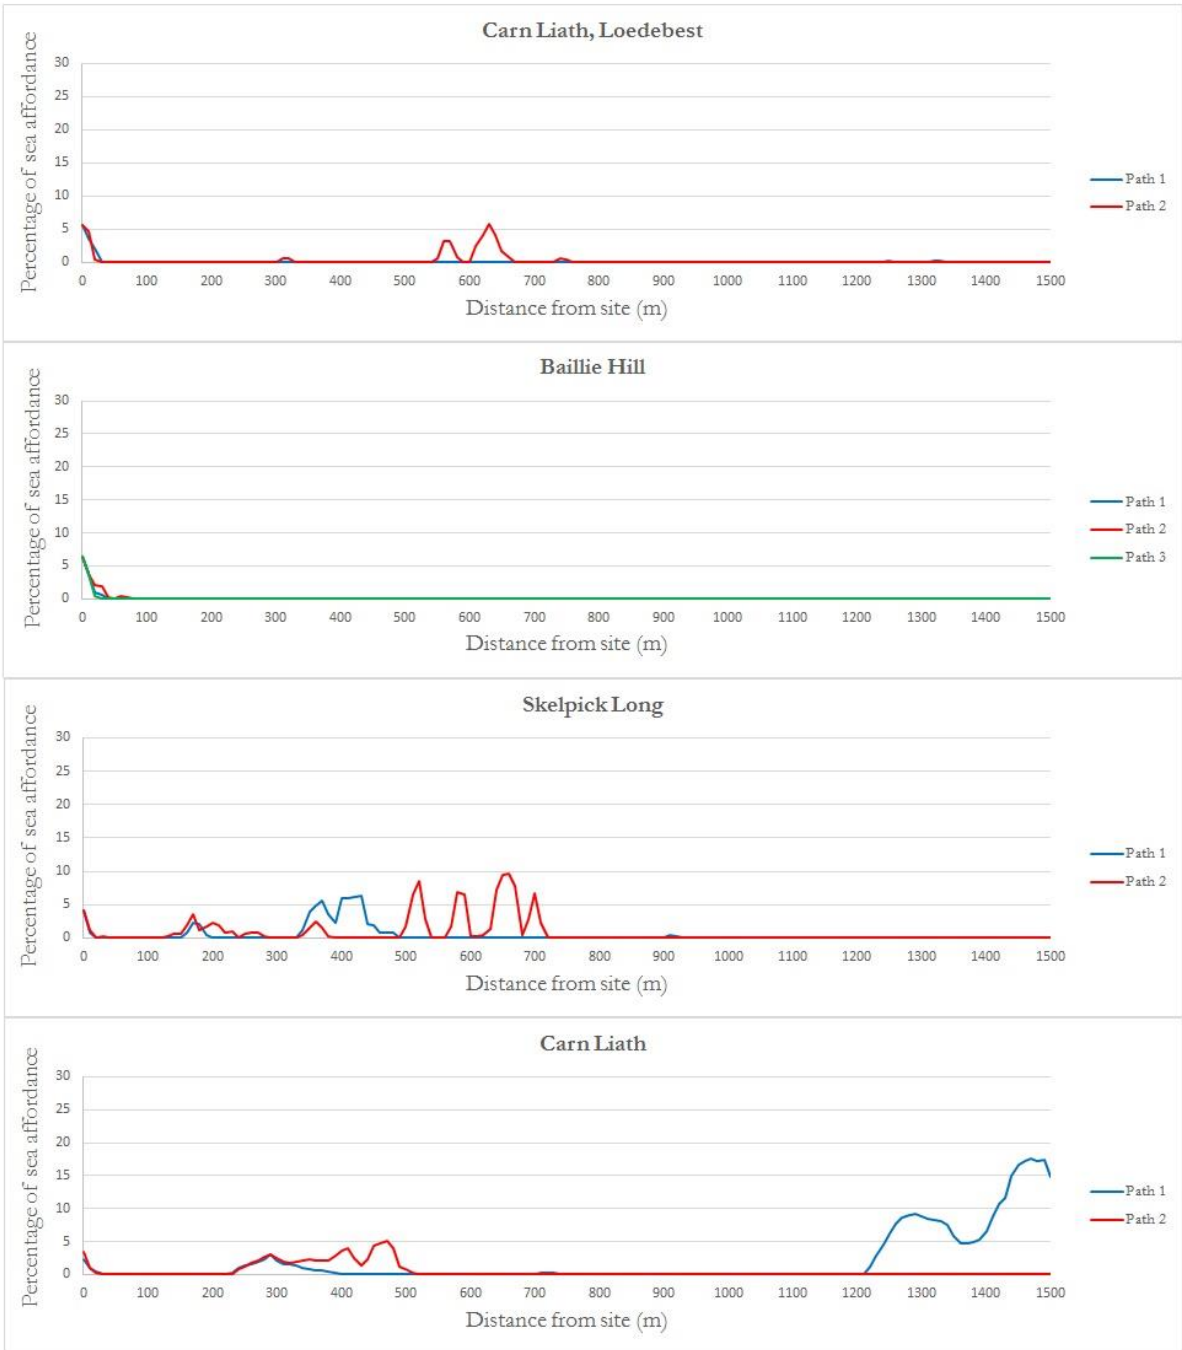 Carn Liath, Loedebest
Percentage of sea affordance
30
25
20
15
10
5
0
0 100 200 300 400 500 600 700 800 900 1000 1100 1200 1300 1400 1500
Distance from site (m)
Path 1
Path 2
Baillie Hill
Percentage of sea affordance
30
25
20
15
10
5
0
0 100 200 300 400 500 600 700 800 900 1000 1100 1200 1300 1400 1500
Distance from site (m)
Path 1
Path 2
Path 3
Skelpick Long
Percentage of sea affordance
30
25
20
15
10
5
0
0 100 200 300 400 500 600 700 800 900 1000 1100 1200 1300 1400 1500
Distance from site (m)
Path 1
Path 2
Carn Liath
Percentage of sea affordance
30
25
20
15
10
5
0
0 100 200 300 400 500 600 700 800 900 1000 1100 1200 1300 1400 1500
Distance from site (m)
Path 1
Path 2